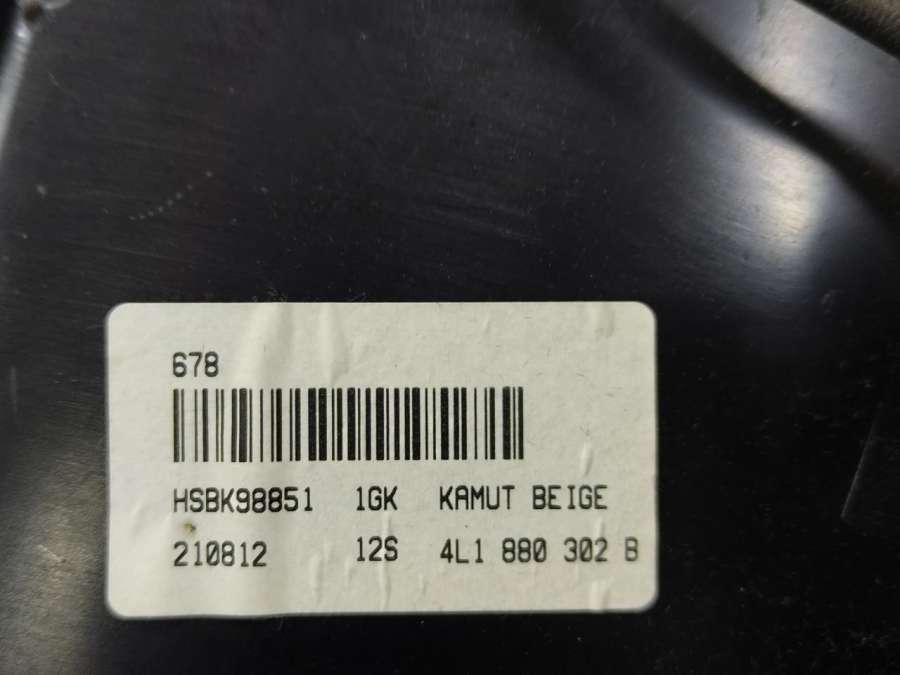 678
HSBK98851 1GK KAMUT BEIGE
210812 12S 4L1 880 302 B